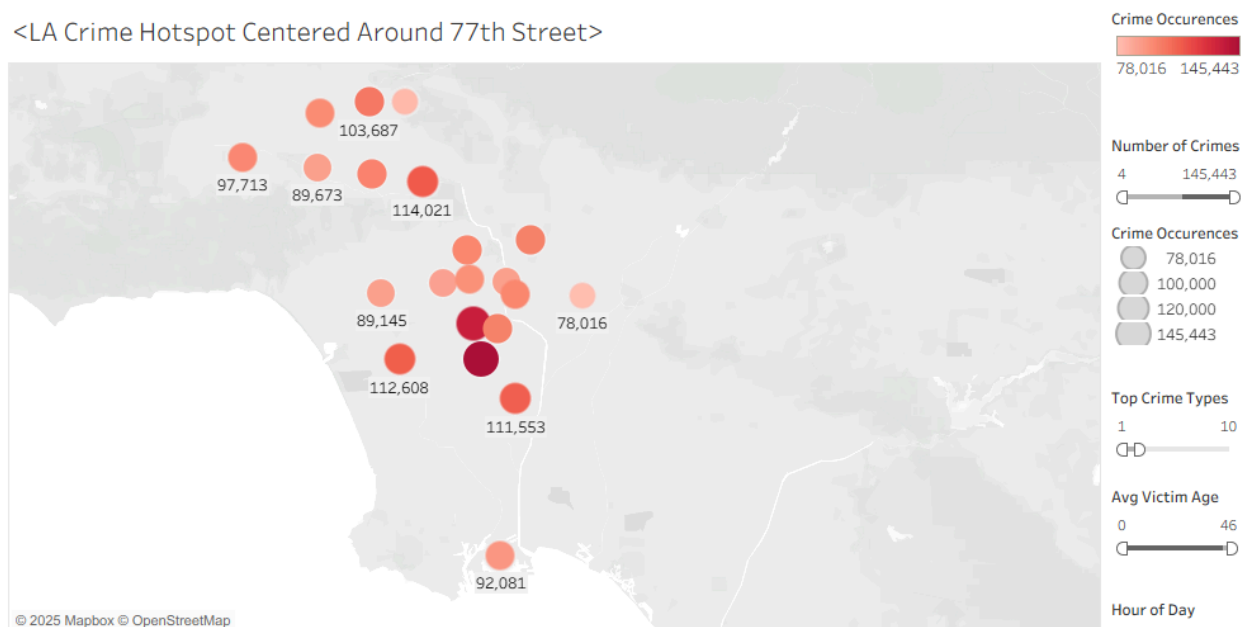 <LA Crime Hotspot Centered Around 77th Street>
103,687
97,713
89,673
114,021
89,145
78,016
112,608
111,553
92,081
© 2025 Mapbox © OpenStreetMap
Crime Occurences
78,016 145,443
Number of Crimes
4 145,443
Crime Occurences
78,016
100,000
120,000
145,443
Top Crime Types
1 10
Avg Victim Age
0 46
Hour of Day